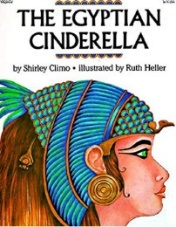 THE EGYPTIAN
CINDERELLA
by Shirley Climo • illustrated by Ruth Heller